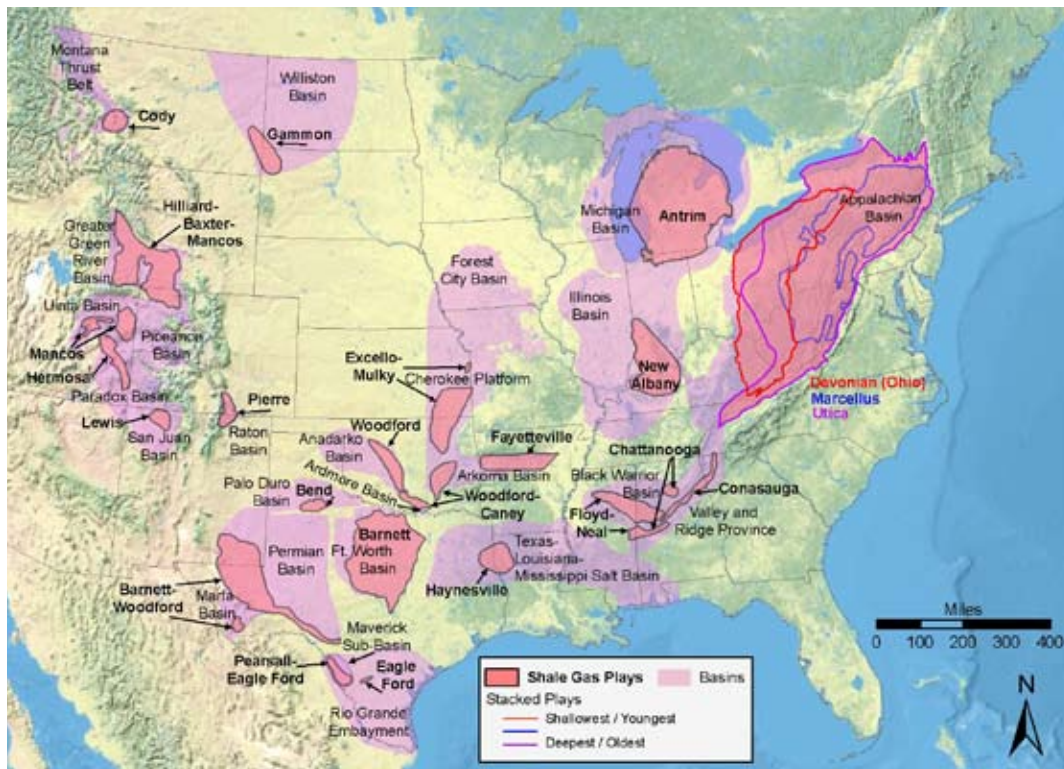 Montana
Thrust
Belt
Cody
Williston
Basin
Gammon
Hilliard-
Baxter-
Mancos
Greater
Green
River
Basin
Uinta Basin
Mancos
Piceance
Basin
Hermosa
Paradox Basin
Lewis
San Juan
Basin
Pierre
Raton
Basin
Forest
City Basin
Excello-
Mulky
Cherokee Platform
Woodford
Anadarko
Basin
Ardmore Basin
Palo Duro
Basin
Bend
Fayetteville
Arkoma Basin
Woodford-
Caney
Michigan
Basin
Antrim
Illinois
Basin
New
Albany
Appalachian
Basin
Devonian (Ohio)
Marcellus
Utica
Chattanooga
Black Warrior
Basin
Conasauga
Floyd-
Neal
Valley and
Ridge Province
Barnett
Ft. Worth
Basin
Permian
Basin
Barnett-
Woodford
Marfa
Basin
Texas-
Louisiana-
Mississippi Salt Basin
Haynesville
Maverick
Sub-Basin
Pearsall-
Eagle Ford
Eagle
Ford
Rio Grande
Embayment
Miles
0 100 200 300 400
N
Shale Gas Plays
Basins
Stacked Plays
Shallowest / Youngest
Deepest / Oldest